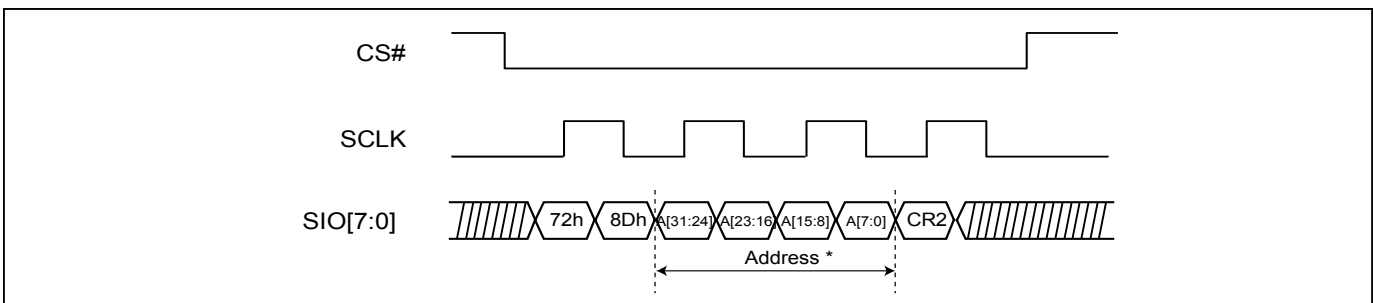 CS#
SCLK
SIO[7:0]
72h 8Dh A[31:24] A[23:16] A[15:8] A[7:0] CR2
Address *